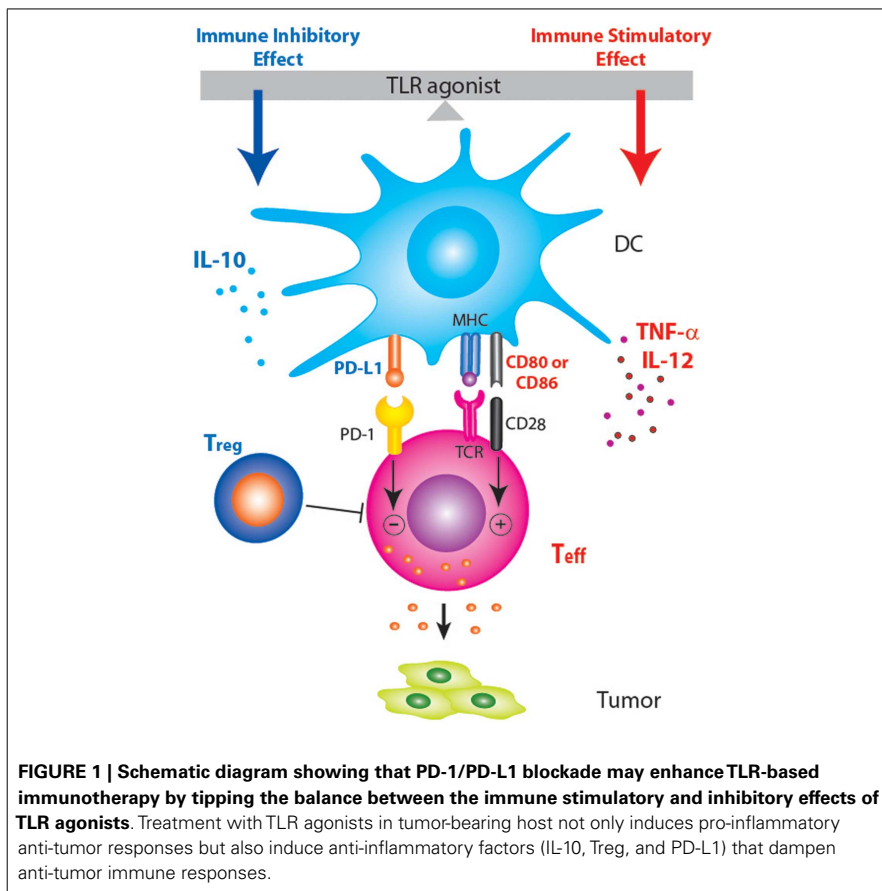 Immune Inhibitory
Effect
Immune Stimulatory
Effect
TLR agonist
DC
IL-10
MHC
TNF-α
IL-12
PD-L1
CD80 or
CD86
PD-1
CD28
TCR
Treg
−
+
Teff
Tumor
FIGURE 1 | Schematic diagram showing that PD-1/PD-L1 blockade may enhance TLR-based
immunotherapy by tipping the balance between the immune stimulatory and inhibitory effects of
TLR agonists. Treatment with TLR agonists in tumor-bearing host not only induces pro-inflammatory
anti-tumor responses but also induce anti-inflammatory factors (IL-10, Treg, and PD-L1) that dampen
anti-tumor immune responses.